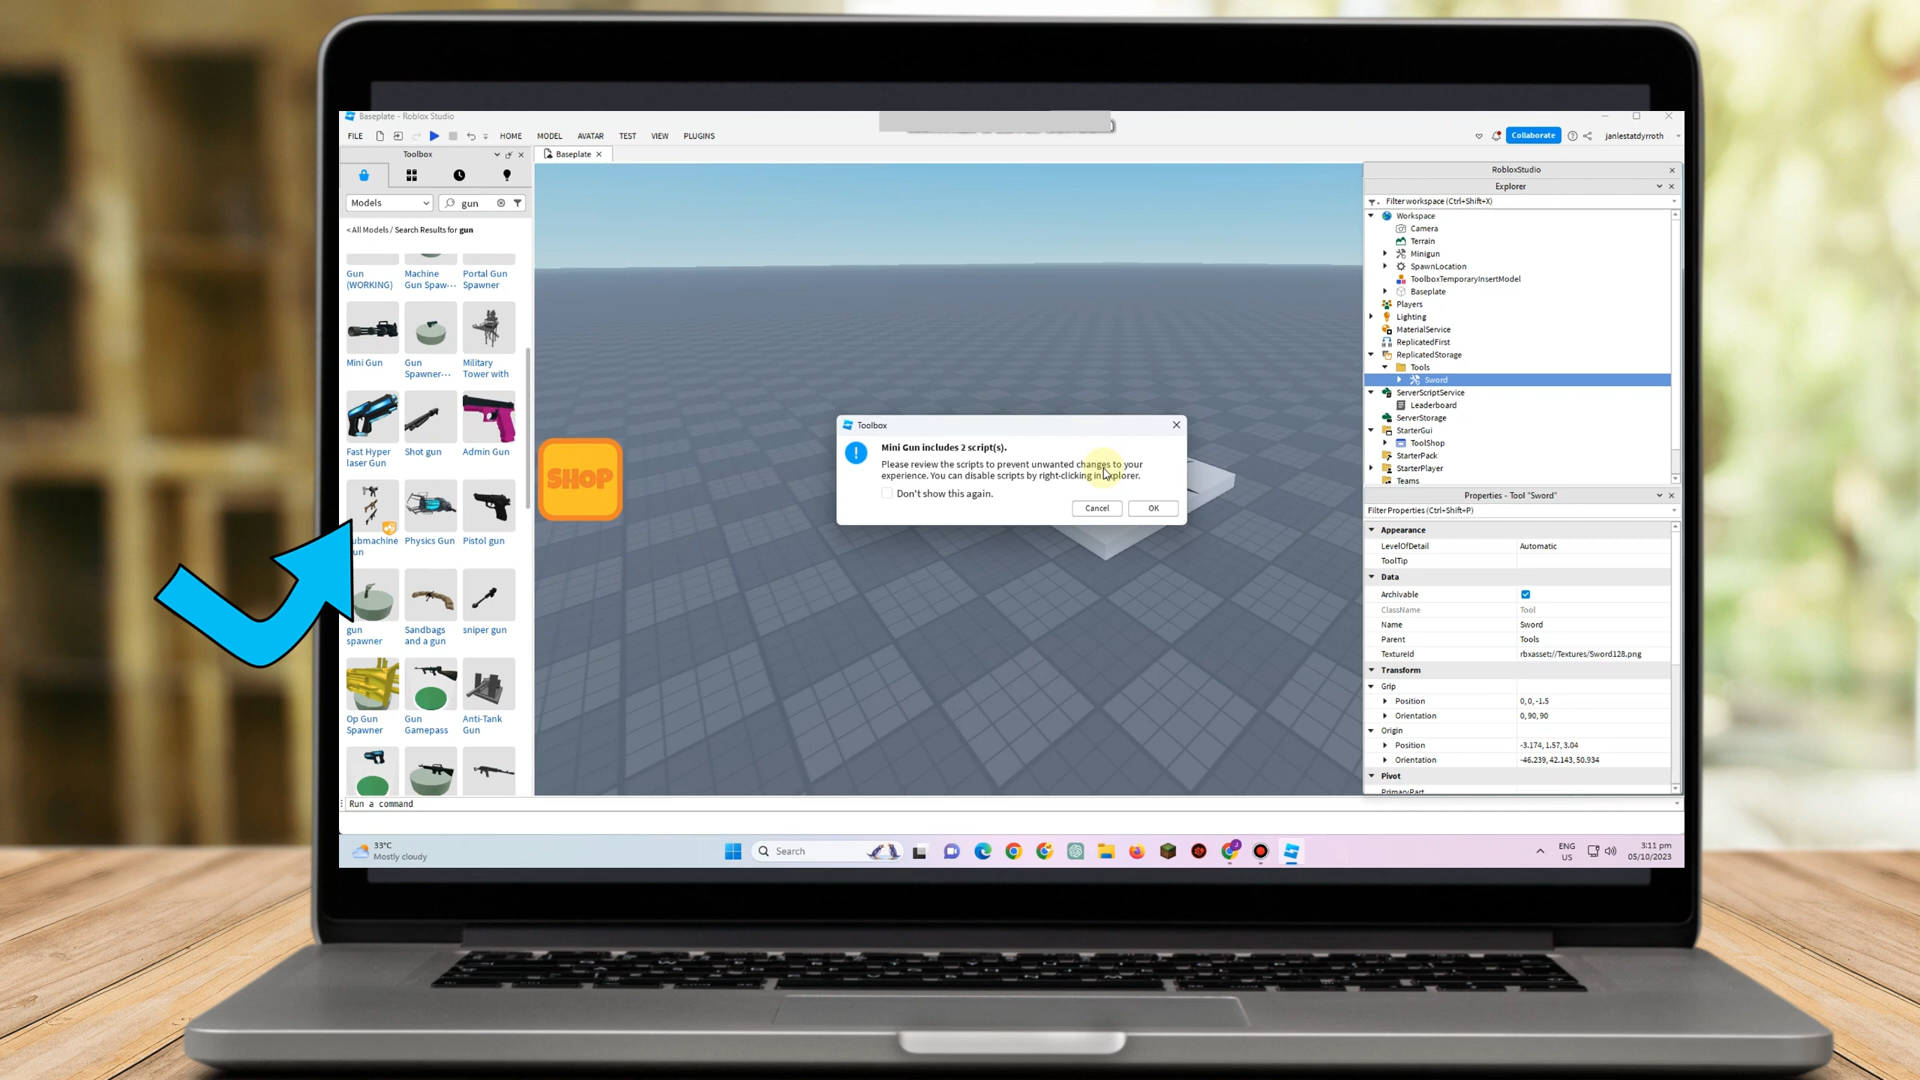 Baseplate - Roblox Studio
FILE
HOME
MODEL
AVATAR
TEST
VIEW
PLUGINS
Collaborate
janlestatdyrroth
Toolbox
Baseplate
Models
gun
< All Models / Search Results for gun
Gun (WORKING)
Machine Gun Spaw...
Portal Gun Spawner
Mini Gun
Gun Spawner...
Military Tower with
Fast Hyper laser Gun
Shot gun
Admin Gun
ubmachine
un
Physics Gun
Pistol gun
gun spawner
Sandbags and a gun
sniper gun
Op Gun Spawner
Gun Gamepass
Anti-Tank Gun
SHOP
Toolbox
Mini Gun includes 2 script(s).
Please review the scripts to prevent unwanted changes to your
experience. You can disable scripts by right-clicking in Explorer.
Don't show this again.
Cancel
OK
RobloxStudio
Explorer
Filter workspace (Ctrl+Shift+X)
Workspace
Camera
Terrain
Minigun
SpawnLocation
ToolboxTemporaryInsertModel
Baseplate
Players
Lighting
MaterialService
ReplicatedFirst
ReplicatedStorage
Tools
Sword
ServerScriptService
Leaderboard
ServerStorage
StarterGui
ToolShop
StarterPack
StarterPlayer
Teams
Properties - Tool "Sword"
Filter Properties (Ctrl+Shift+P)
Appearance
LevelOfDetail Automatic
ToolTip
Data
Archivable
ClassName Tool
Name Sword
Parent Tools
TextureId rbxasset://Textures/Sword128.png
Transform
Grip
Position 0, 0, -1.5
Orientation 0, 90, 90
Origin
Position -3.174, 1.57, 3.04
Orientation -46.239, 42.143, 50.934
Pivot
PrimaryPart
Run a command
33°C
Mostly cloudy
Search
ENG
US
3:11 pm
05/10/2023